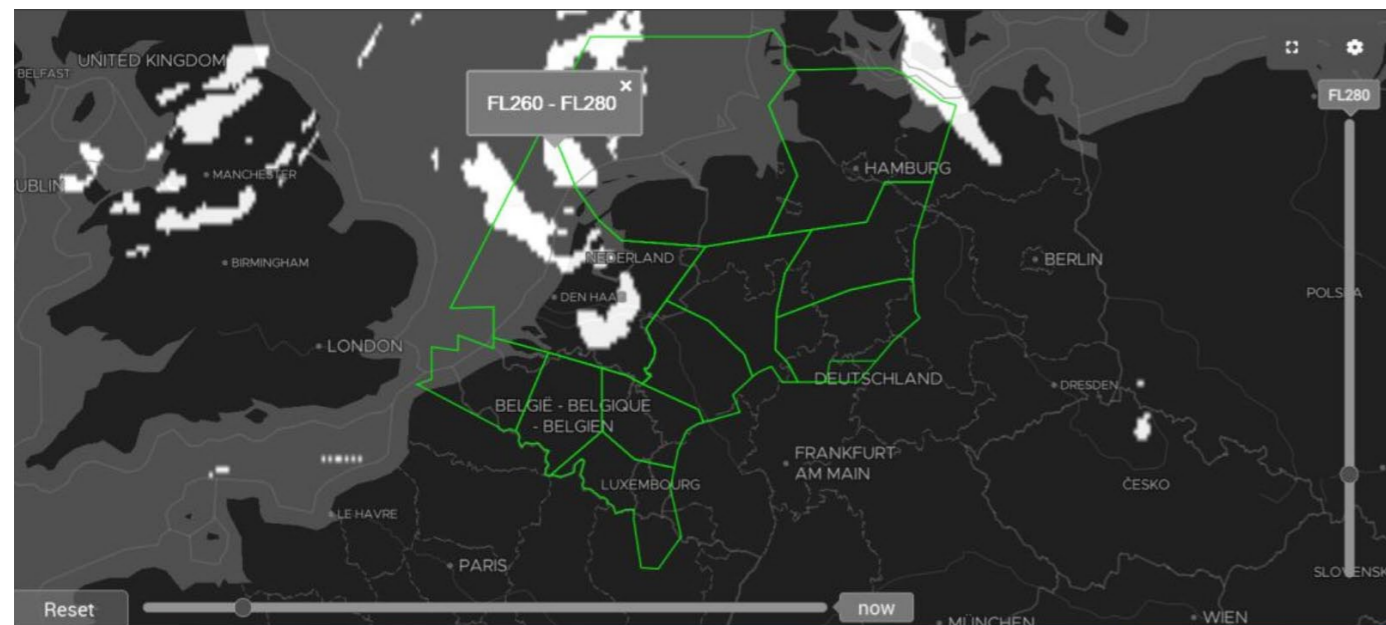 UNITED KINGDOM
BELFAST
FL260 - FL280
×
FL280
MANCHESTER
UBLIN
HAMBURG
BIRMINGHAM
NEDERLAND
BERLIN
DEN HAAG
POLSKA
LONDON
DEUTSCHLAND
DRESDEN
BELGIË - BELGIQUE
- BELGIEN
FRANKFURT
AM MAIN
LUXEMBOURG
ČESKO
LE HAVRE
PARIS
SLOVENSK
Reset
now
MÜNCHEN
WIEN